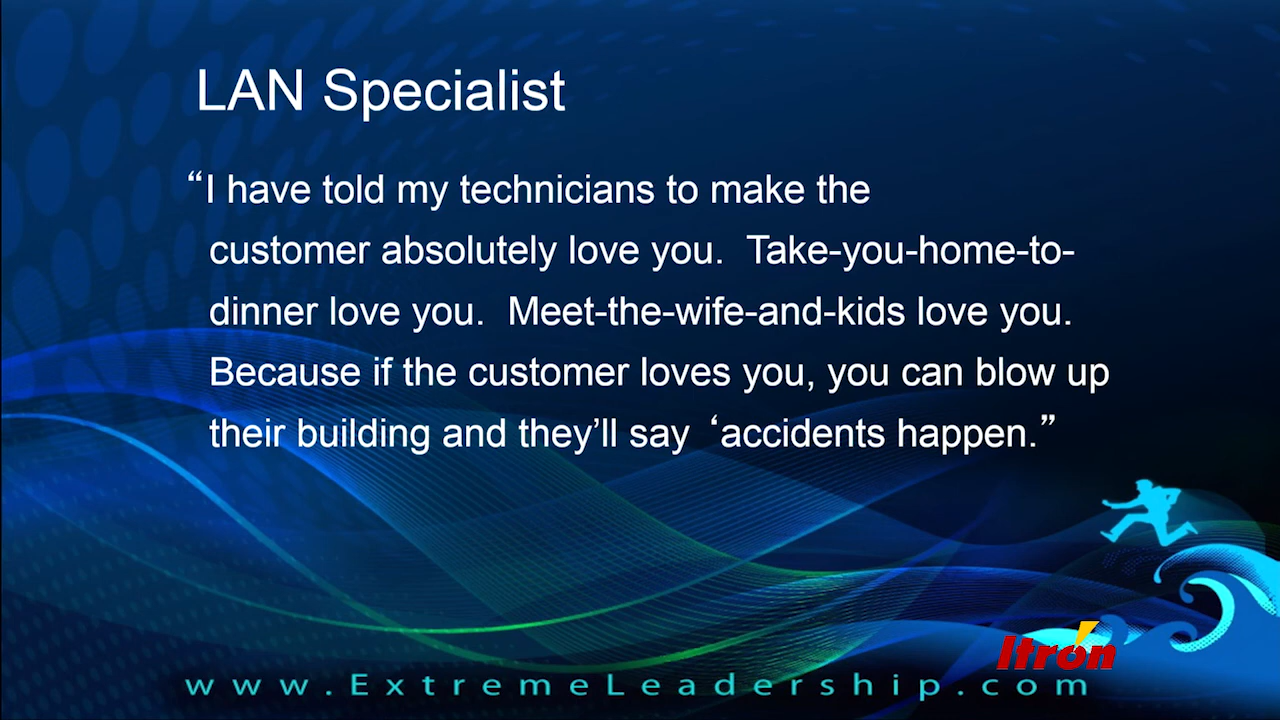 LAN Specialist
“I have told my technicians to make the
customer absolutely love you.  Take-you-home-to-
dinner love you.  Meet-the-wife-and-kids love you.
Because if the customer loves you, you can blow up
their building and they’ll say ‘accidents happen.”
Itron
www.ExtremeLeadership.com